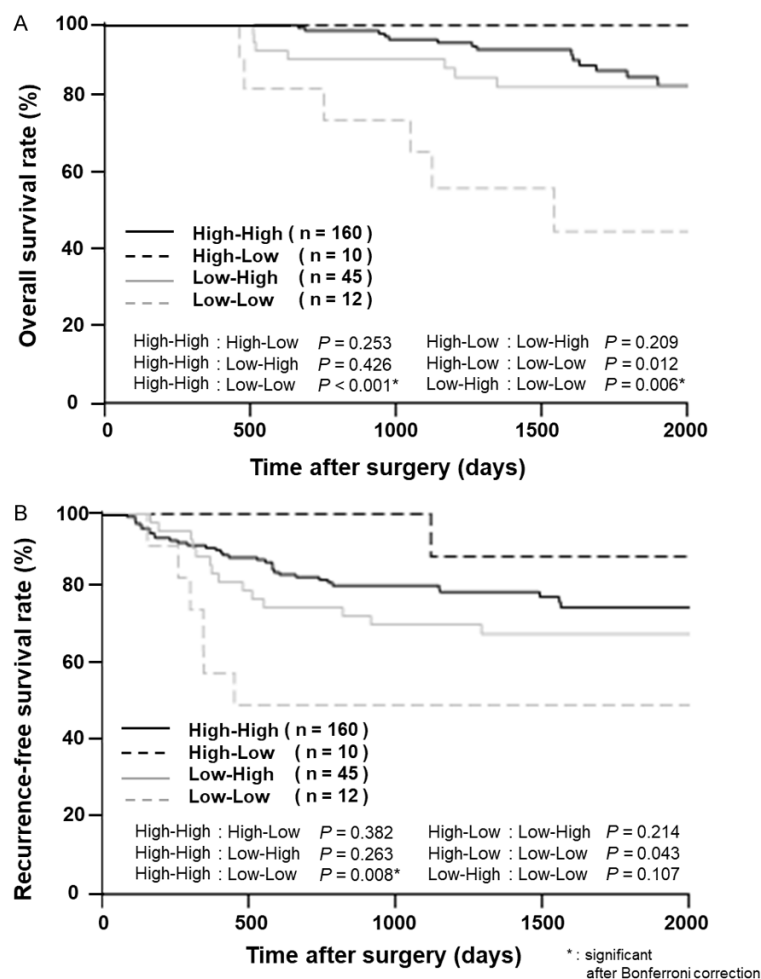 A
Overall survival rate (%)
100
80
60
40
20
0
High-High ( n = 160 )
High-Low ( n = 10 )
Low-High ( n = 45 )
Low-Low ( n = 12 )
High-High : High-Low P = 0.253 High-Low : Low-High P = 0.209
High-High : Low-High P = 0.426 High-Low : Low-Low P = 0.012
High-High : Low-Low P < 0.001* Low-High : Low-Low P = 0.006*
0 500 1000 1500 2000
Time after surgery (days)
B
Recurrence-free survival rate (%)
100
80
60
40
20
0
High-High ( n = 160 )
High-Low ( n = 10 )
Low-High ( n = 45 )
Low-Low ( n = 12 )
High-High : High-Low P = 0.382 High-Low : Low-High P = 0.214
High-High : Low-High P = 0.263 High-Low : Low-Low P = 0.043
High-High : Low-Low P = 0.008* Low-High : Low-Low P = 0.107
0 500 1000 1500 2000
Time after surgery (days)
* : significant
after Bonferroni correction